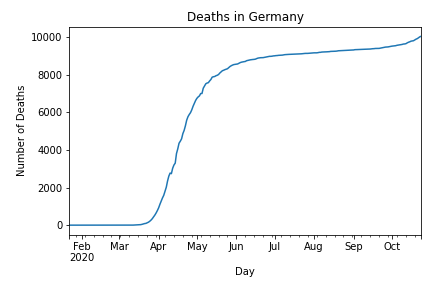 Deaths in Germany
10000
8000
6000
4000
2000
0
Number of Deaths
Feb Mar Apr May Jun Jul Aug Sep Oct
2020
Day